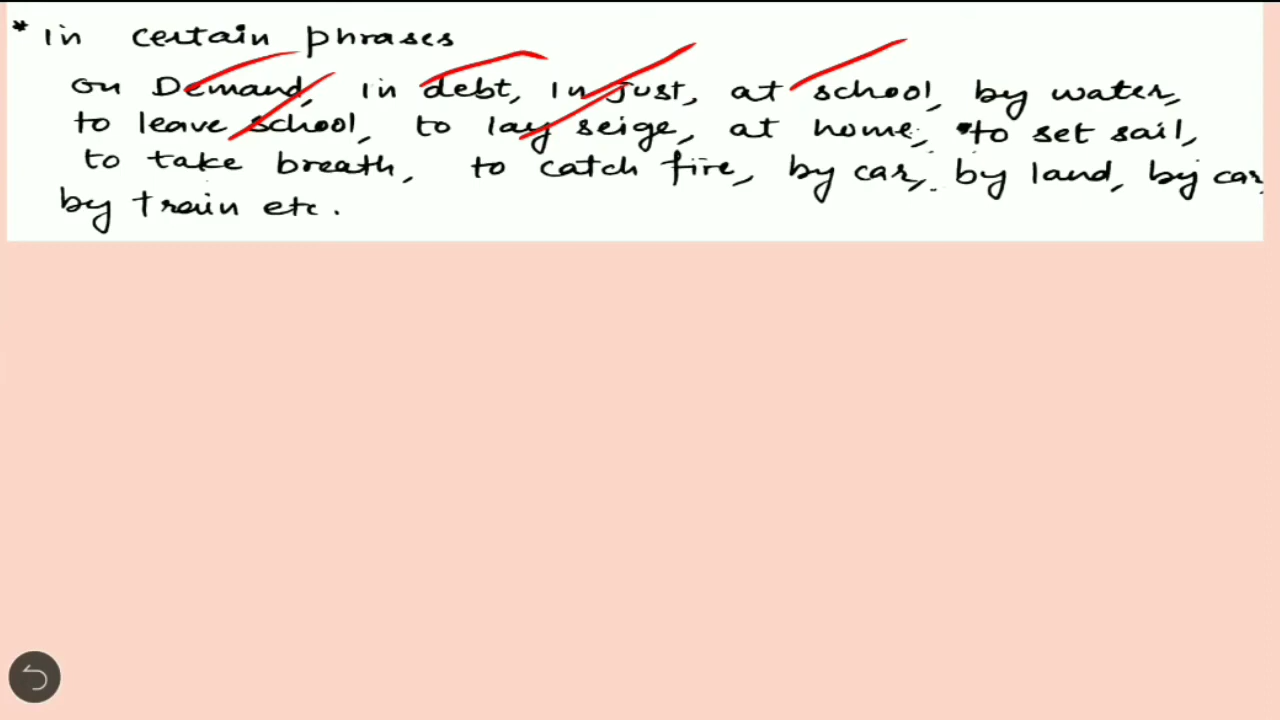 * In certain phrases
on Demand, in debt, in just, at school, by water,
to leave school, to lay seige, at home, to set sail,
to take breath, to catch fire, by car, by land, by car,
by train etc.